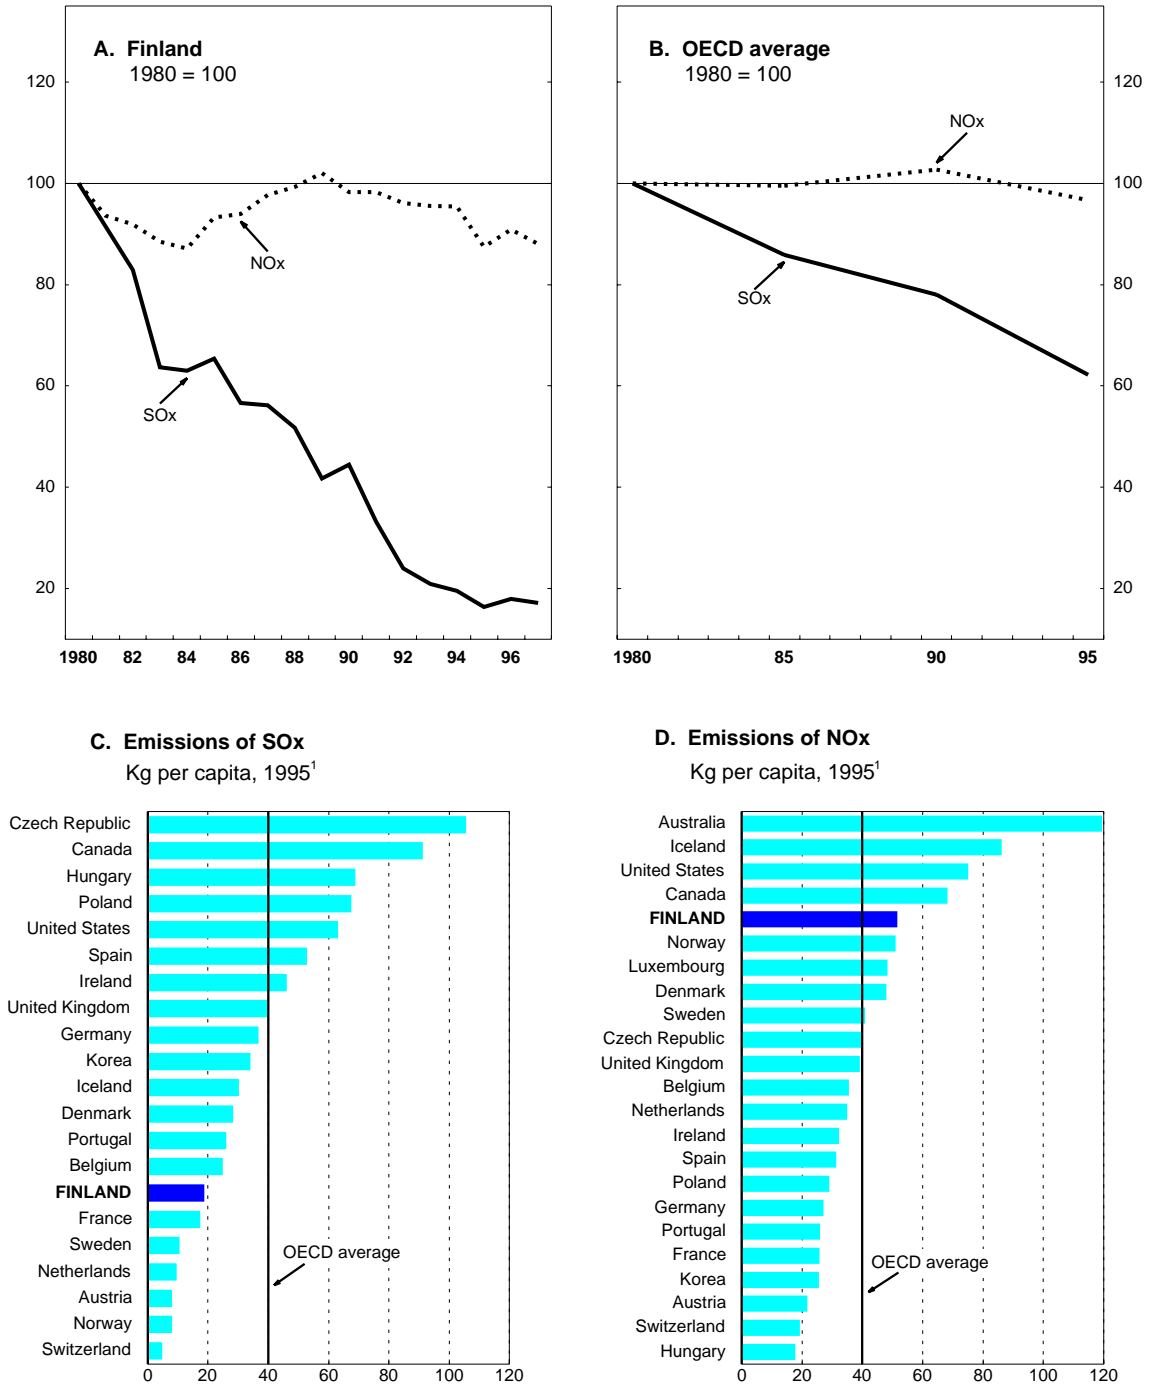 A. Finland
1980 = 100
120
100
80
60
40
20
NOx
SOx
1980 82 84 86 88 90 92 94 96
B. OECD average
1980 = 100
120
100
80
60
40
20
NOx
SOx
1980 85 90 95
C. Emissions of SOx
Kg per capita, 1995¹
Czech Republic
Canada
Hungary
Poland
United States
Spain
Ireland
United Kingdom
Germany
Korea
Iceland
Denmark
Portugal
Belgium
FINLAND
France
Sweden
Netherlands
Austria
Norway
Switzerland
OECD average
0 20 40 60 80 100 120
D. Emissions of NOx
Kg per capita, 1995¹
Australia
Iceland
United States
Canada
FINLAND
Norway
Luxembourg
Denmark
Sweden
Czech Republic
United Kingdom
Belgium
Netherlands
Ireland
Spain
Poland
Germany
Portugal
France
Korea
Austria
Switzerland
Hungary
OECD average
0 20 40 60 80 100 120